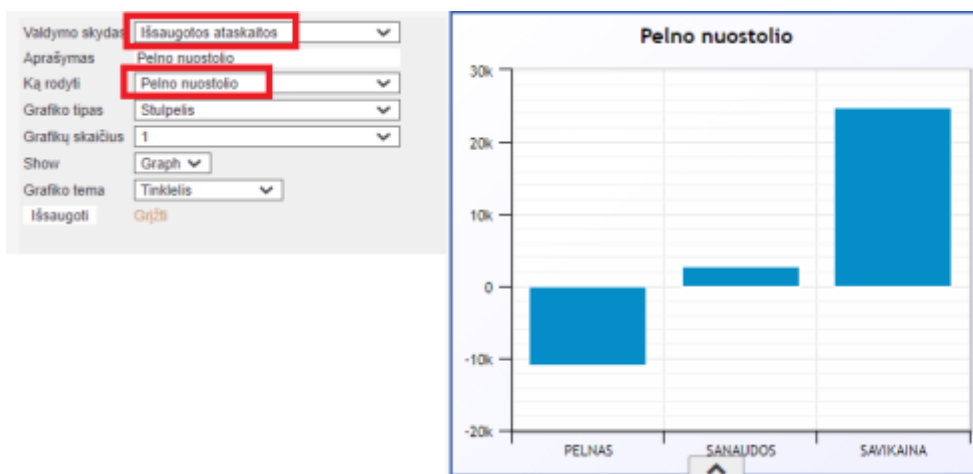 Valdymo skydas Išsaugotos ataskaitos
Aprašymas Pelno nuostolio
Ką rodyti Pelno nuostolio
Grafiko tipas Stulpelis
Grafikų skaičius 1
Show Graph
Grafiko tema Tinklelis
Išsaugoti Grįžti
Pelno nuostolio
30k
20k
10k
0
-10k
-20k
PELNAS SANAUDOS SAVIKAINA